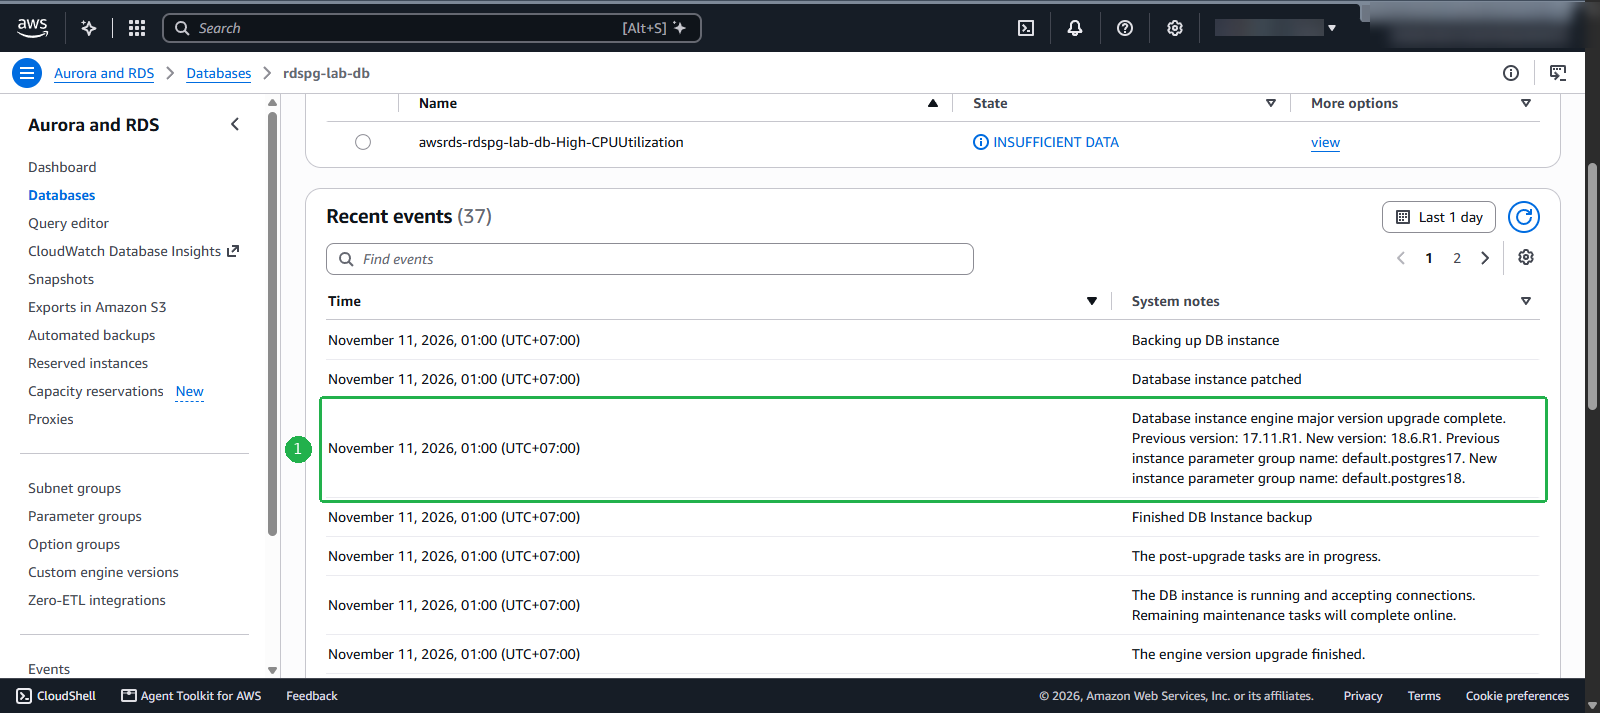 aws
Search [Alt+S]
Aurora and RDS > Databases > rdspg-lab-db
Aurora and RDS
Dashboard
Databases
Query editor
CloudWatch Database Insights
Snapshots
Exports in Amazon S3
Automated backups
Reserved instances
Capacity reservations New
Proxies
Subnet groups
Parameter groups
Option groups
Custom engine versions
Zero-ETL integrations
Events
Name State More options
awsrds-rdspg-lab-db-High-CPUUtilization INSUFFICIENT DATA view
Recent events (37) Last 1 day
Find events 1 2
Time System notes
November 11, 2026, 01:00 (UTC+07:00) Backing up DB instance
November 11, 2026, 01:00 (UTC+07:00) Database instance patched
1 November 11, 2026, 01:00 (UTC+07:00) Database instance engine major version upgrade complete.
Previous version: 17.11.R1. New version: 18.6.R1. Previous
instance parameter group name: default.postgres17. New
instance parameter group name: default.postgres18.
November 11, 2026, 01:00 (UTC+07:00) Finished DB Instance backup
November 11, 2026, 01:00 (UTC+07:00) The post-upgrade tasks are in progress.
November 11, 2026, 01:00 (UTC+07:00) The DB instance is running and accepting connections.
Remaining maintenance tasks will complete online.
November 11, 2026, 01:00 (UTC+07:00) The engine version upgrade finished.
CloudShell Agent Toolkit for AWS Feedback © 2026, Amazon Web Services, Inc. or its affiliates. Privacy Terms Cookie preferences